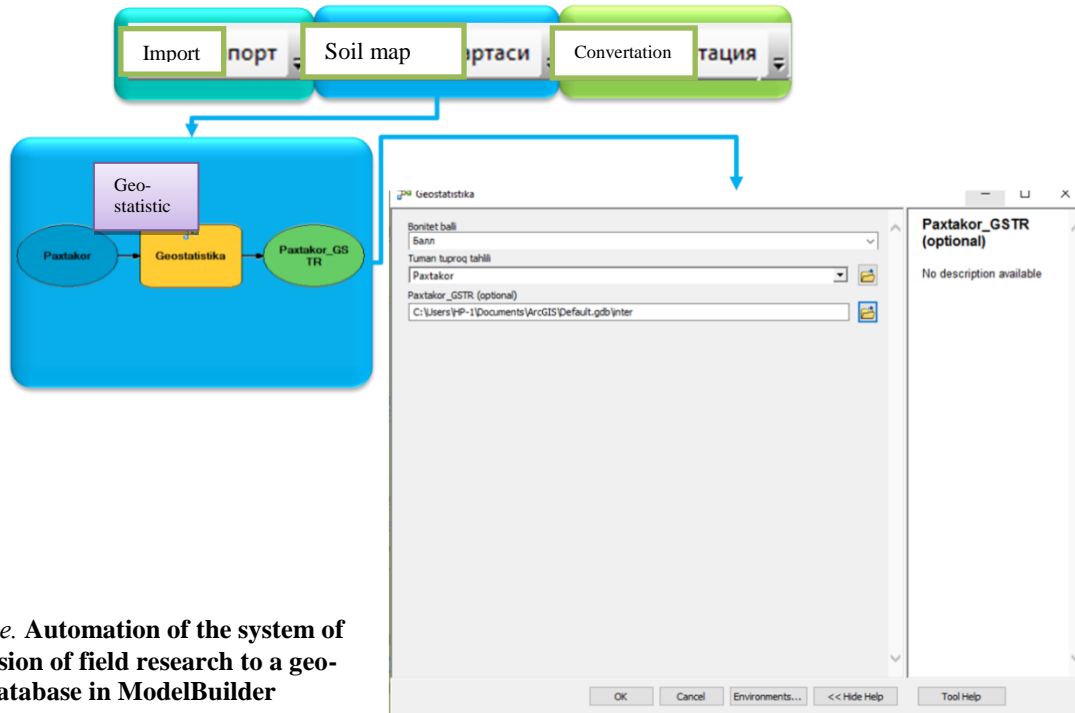 Import порт
Soil map артаси
Convertation тация
Geo-
statistic
Paxtakor
Geostatistika
Paxtakor_GS
TR
Geostatistika
Bonitet balli
Балл
Tuman tuproq tahlili
Paxtakor
Paxtakor_GSTR (optional)
C:\Users\HP-1\Documents\ArcGIS\Default.gdb\inter
Paxtakor_GSTR
(optional)
No description available
OK Cancel Environments... << Hide Help Tool Help
e. Automation of the system of
sion of field research to a geo-
atabase in ModelBuilder